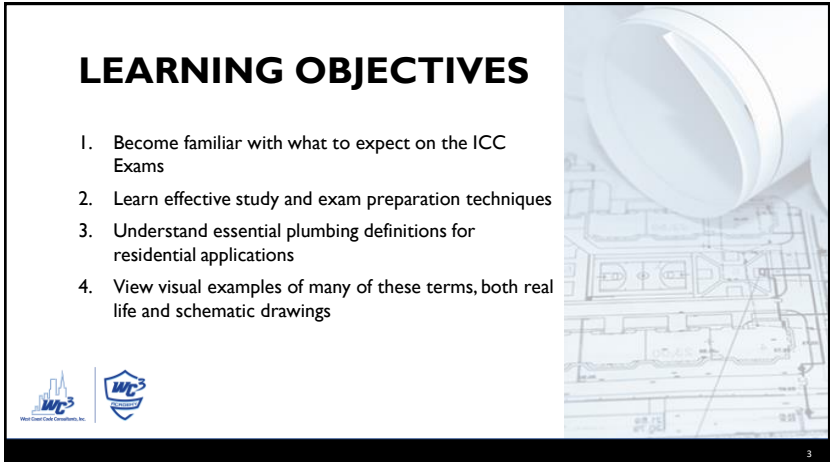 LEARNING OBJECTIVES
1. Become familiar with what to expect on the ICC
Exams
2. Learn effective study and exam preparation techniques
3. Understand essential plumbing definitions for
residential applications
4. View visual examples of many of these terms, both real
life and schematic drawings
WC3
West Coast Code Consultants, Inc.
WC3
ACADEMY
3